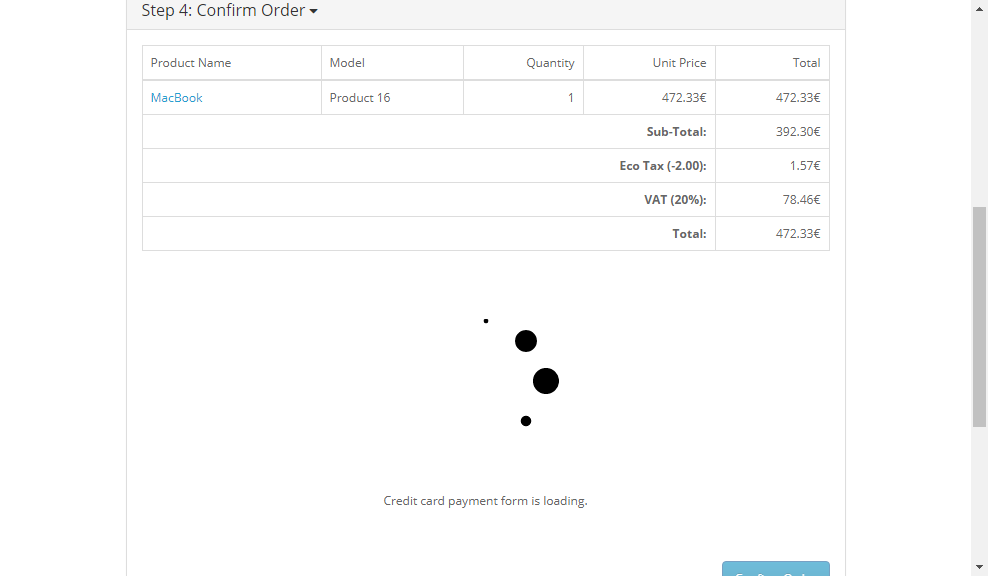 Step 4: Confirm Order
Product Name Model Quantity Unit Price Total
MacBook Product 16 1 472.33€ 472.33€
Sub-Total: 392.30€
Eco Tax (-2.00): 1.57€
VAT (20%): 78.46€
Total: 472.33€
Credit card payment form is loading.